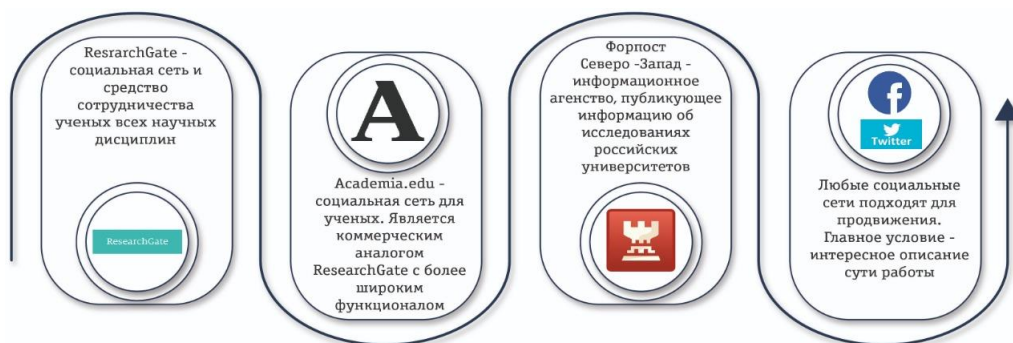 ResrarchGate -
социальная сеть и
средство
сотрудничества
ученых всех научных
дисциплин
ResearchGate
A
Academia.edu -
социальная сеть для
ученых. Является
коммерческим
аналогом
ResearchGate с более
широким
функционалом
Форпост
Северо -Запад -
информационное
агенство, публикующее
информацию об
исследованиях
российских
университетов
f
Twitter
Любые социальные
сети подходят для
продвижения.
Главное условие -
интересное описание
сути работы